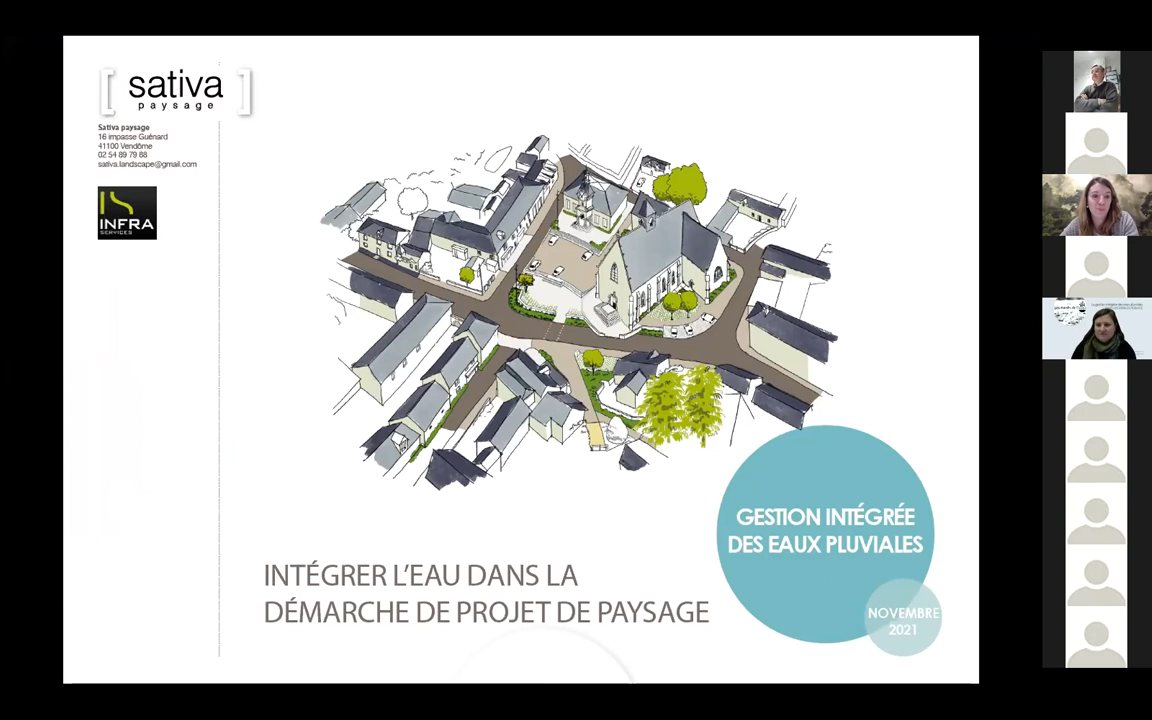 [ sativa ]
paysage
Sativa paysage
16 impasse Guénard
41100 Vendôme
02 54 89 79 88
sativa.landscape@gmail.com
INFRA
SERVICES
GESTION INTÉGRÉE
DES EAUX PLUVIALES
INTÉGRER L'EAU DANS LA
DÉMARCHE DE PROJET DE PAYSAGE
NOVEMBRE
2021